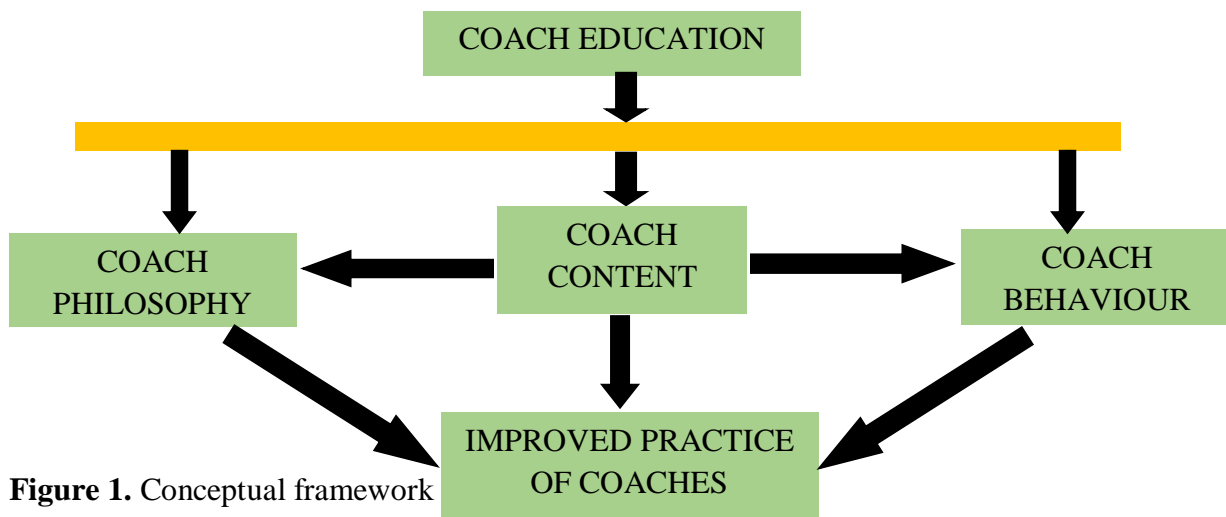 COACH EDUCATION
COACH
PHILOSOPHY
COACH
CONTENT
COACH
BEHAVIOUR
IMPROVED PRACTICE
OF COACHES
Figure 1. Conceptual framework